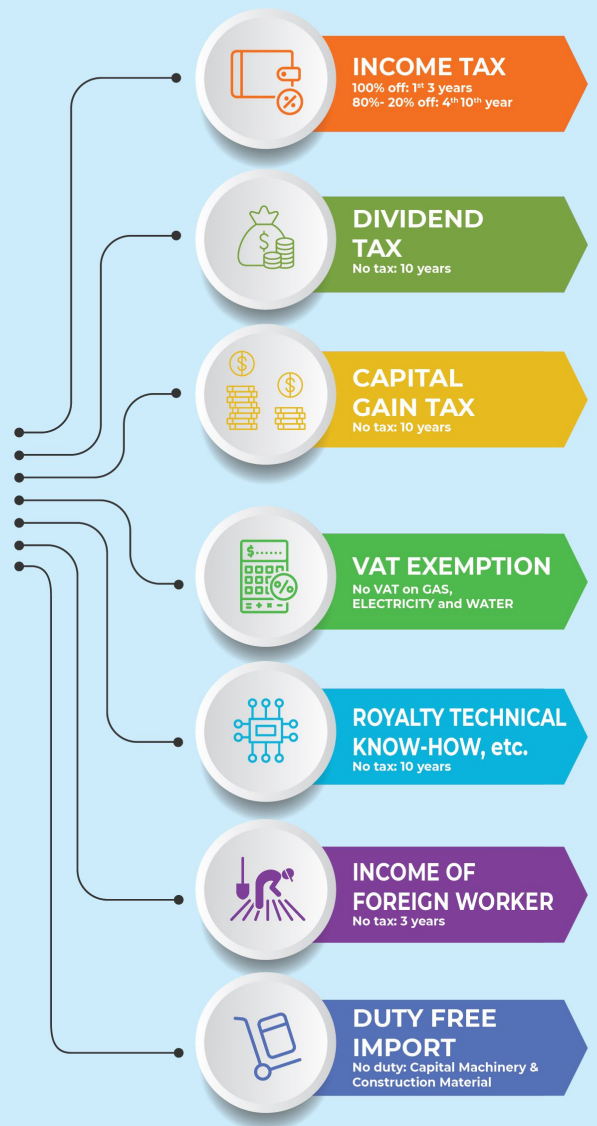 INCOME TAX
100% off: 1st 3 years
80%- 20% off: 4th 10th year
DIVIDEND
TAX
No tax: 10 years
$
CAPITAL
GAIN TAX
No tax: 10 years
$
$
VAT EXEMPTION
No VAT on GAS,
ELECTRICITY and WATER
$......
%
ROYALTY TECHNICAL
KNOW-HOW, etc.
No tax: 10 years
INCOME OF
FOREIGN WORKER
No tax: 3 years
DUTY FREE
IMPORT
No duty: Capital Machinery &
Construction Material